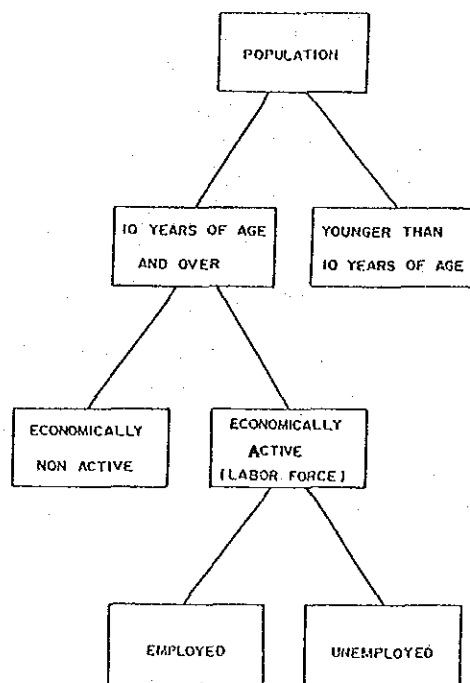 POPULATION
10 YEARS OF AGE
AND OVER
YOUNGER THAN
10 YEARS OF AGE
ECONOMICALLY
NON ACTIVE
ECONOMICALLY
ACTIVE
(LABOR FORCE)
EMPLOYED
UNEMPLOYED